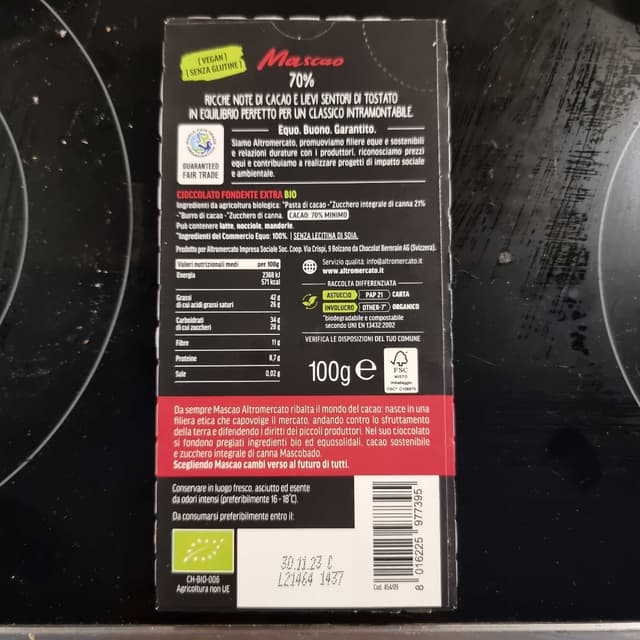 [VEGAN]
[SENZA GLUTINE]
Mascao
70%
RICCHE NOTE DI CACAO E LIEVI SENTORI DI TOSTATO
IN EQUILIBRIO PERFETTO PER UN CLASSICO INTRAMONTABILE.
GUARANTEED
FAIR TRADE
Equo. Buono. Garantito.
Siamo Altromercato, promuoviamo filiere eque e sostenibili
e relazioni durature con i produttori, riconosciamo prezzi
equi e contribuiamo a realizzare progetti di impatto sociale
e ambientale.
CIOCCOLATO FONDENTE EXTRA BIO
Ingredienti da agricoltura biologica: *Pasta di cacao -*Zucchero integrale di canna 21%
-*Burro di cacao -*Zucchero di canna. CACAO: 70% MINIMO
Può contenere latte, nocciole, mandorle.
*Ingredienti del Commercio Equo: 100%. | SENZA LECITINA DI SOIA.
Prodotto per Altromercato Impresa Sociale Soc. Coop. Via Crispi, 9 Bolzano da Chocolat Bernrain AG (Svizzera).
Valori nutrizionali medi per 100g
Energia 2368 kJ
571 kcal
Grassi 42 g
di cui acidi grassi saturi 26 g
Carboidrati 34 g
di cui zuccheri 28 g
Fibre 11 g
Proteine 8,7 g
Sale 0,02 g
Servizio qualità: info@altromercato.it
www.altromercato.it
RACCOLTA DIFFERENZIATA
ASTUCCIO PAP 21 CARTA
INVOLUCRO OTHER-7* ORGANICO
*biodegradabile e compostabile
secondo UNI EN 13432:2002
VERIFICA LE DISPOSIZIONI DEL TUO COMUNE
100g e
FSC
MISTO
Imballaggio
Da sempre Mascao Altromercato ribalta il mondo del cacao: nasce in una
filiera etica che capovolge il mercato, andando contro lo sfruttamento
della terra e difendendo i diritti dei piccoli produttori. Nel suo cioccolato
si fondono pregiati ingredienti bio ed equosolidali, cacao sostenibile
e zucchero integrale di canna Mascobado.
Scegliendo Mascao cambi verso al futuro di tutti.
Conservare in luogo fresco, asciutto ed esente
da odori intensi (preferibilmente 16 - 18°C).
Da consumarsi preferibilmente entro il:
CH-BIO-006
Agricoltura non UE
30.11.23 C
L21464 1437
Cod. 454/09
8 016225 977395